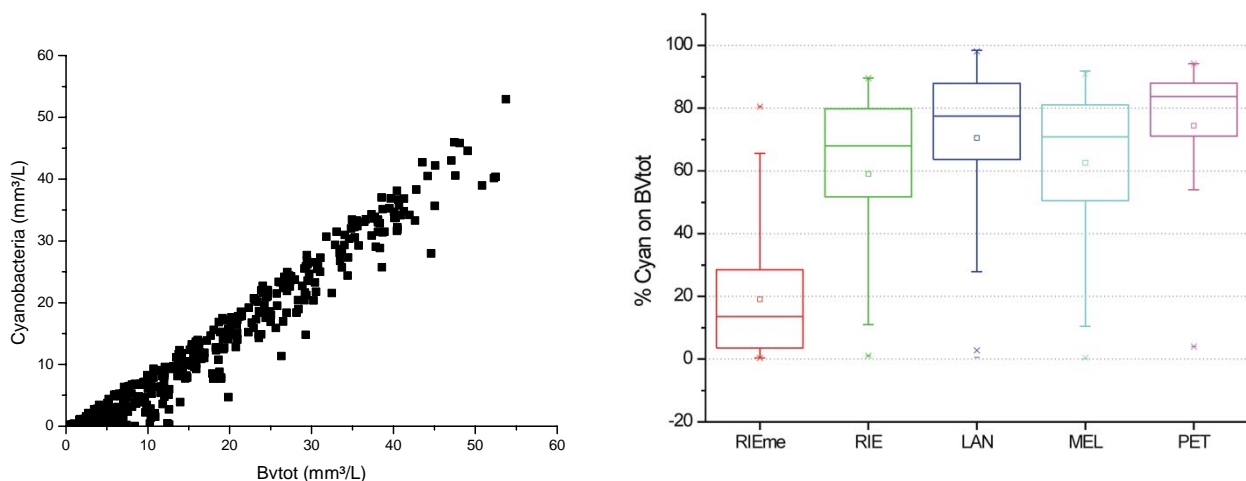 60
50
40
30
20
10
0
Cyanobacteria (mm³/L)
0 10 20 30 40 50 60
Bvtot (mm³/L)
100
80
60
40
20
0
-20
% Cyan on BVtot
RIEme RIE LAN MEL PET